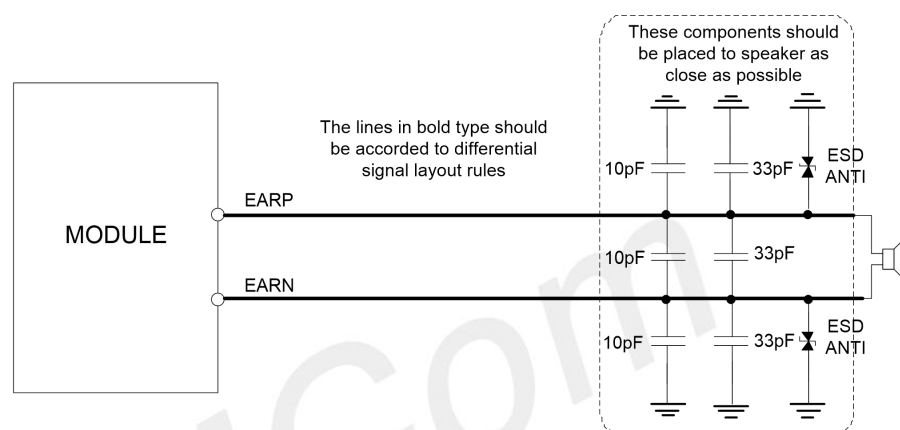 These components should
be placed to speaker as
close as possible
The lines in bold type should
be accorded to differential
signal layout rules
10pF
33pF
ESD
ANTI
EARP
MODULE
10pF
33pF
EARN
10pF
33pF
ESD
ANTI
Com